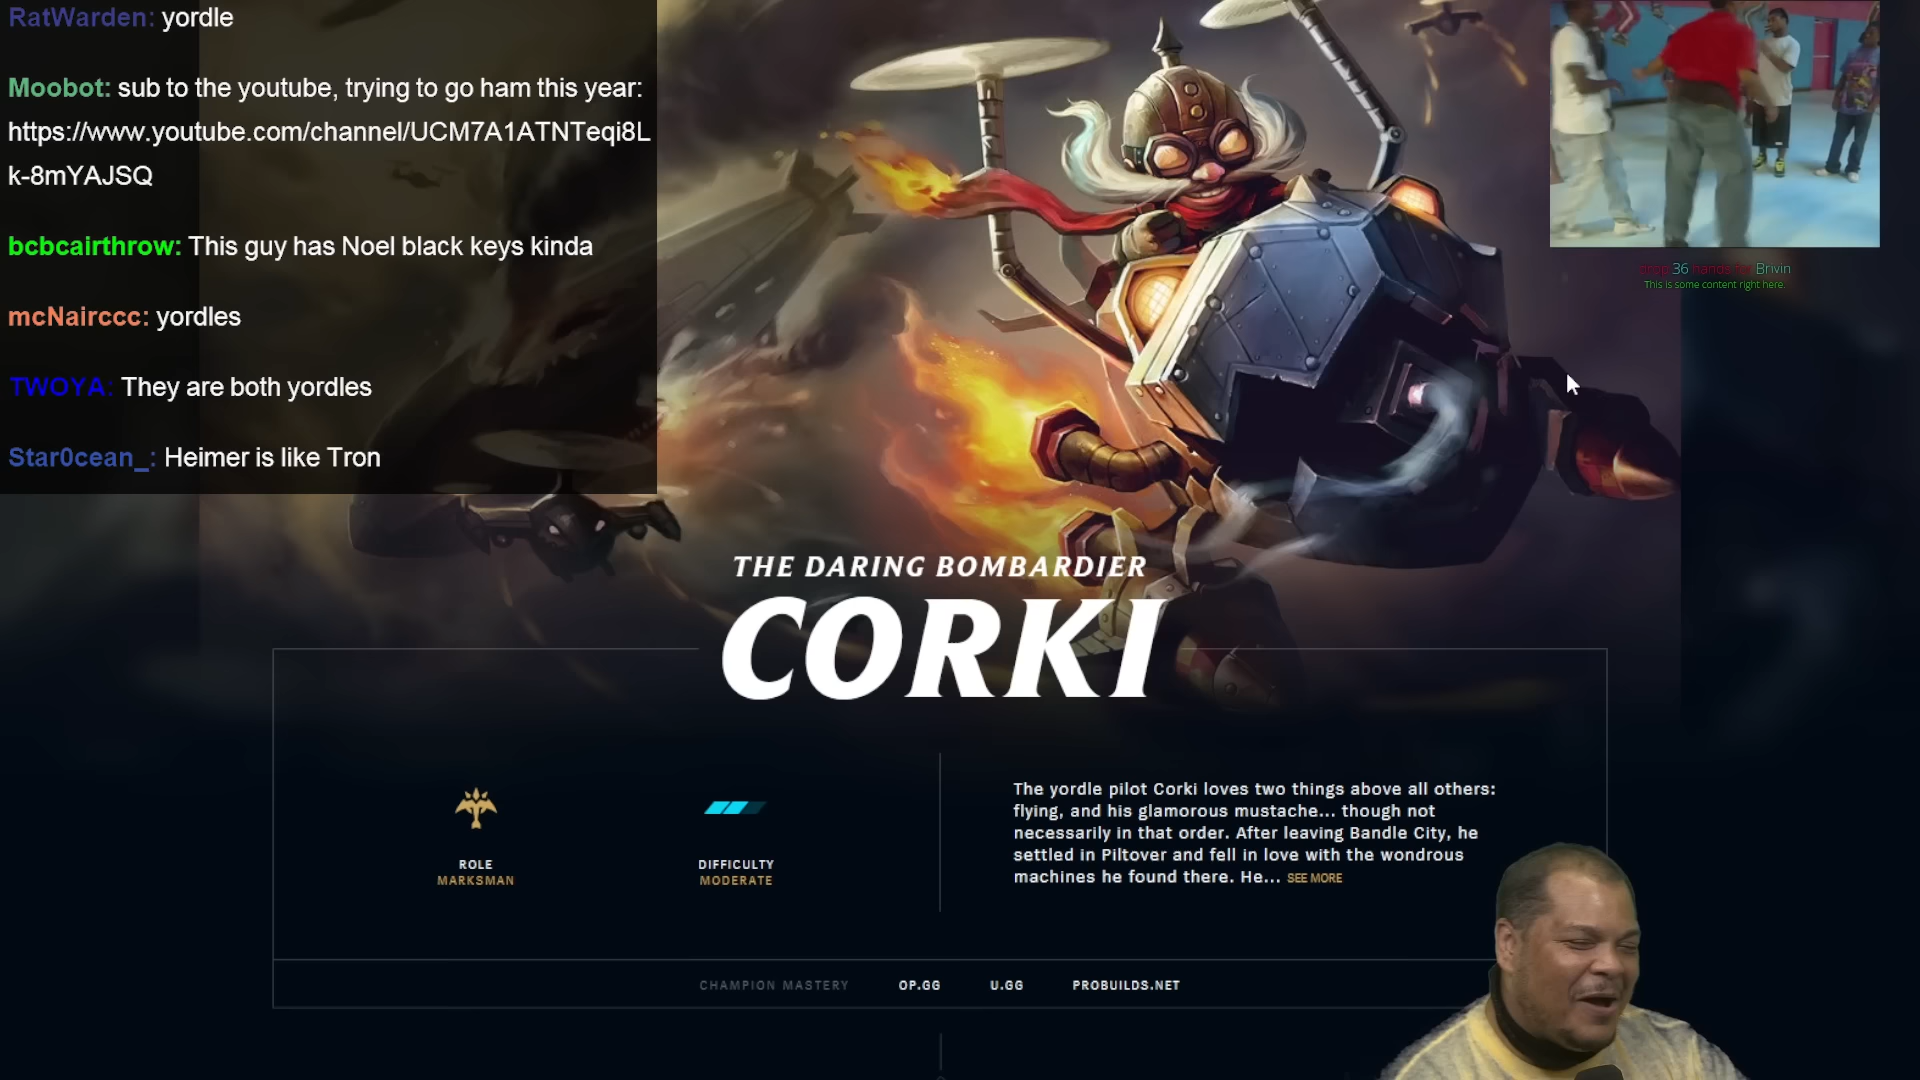 RatWarden: yordle
Moobot: sub to the youtube, trying to go ham this year:
https://www.youtube.com/channel/UCM7A1ATNTeqi8L
k-8mYAJSQ
bcbcairthrow: This guy has Noel black keys kinda
mcNairccc: yordles
TWOYA: They are both yordles
Star0cean_: Heimer is like Tron
drop 36 hands for Brivin
This is some content right here.
THE DARING BOMBARDIER
CORKI
ROLE
MARKSMAN
DIFFICULTY
MODERATE
The yordle pilot Corki loves two things above all others:
flying, and his glamorous mustache... though not
necessarily in that order. After leaving Bandle City, he
settled in Piltover and fell in love with the wondrous
machines he found there. He... SEE MORE
CHAMPION MASTERY OP.GG U.GG PROBUILDS.NET